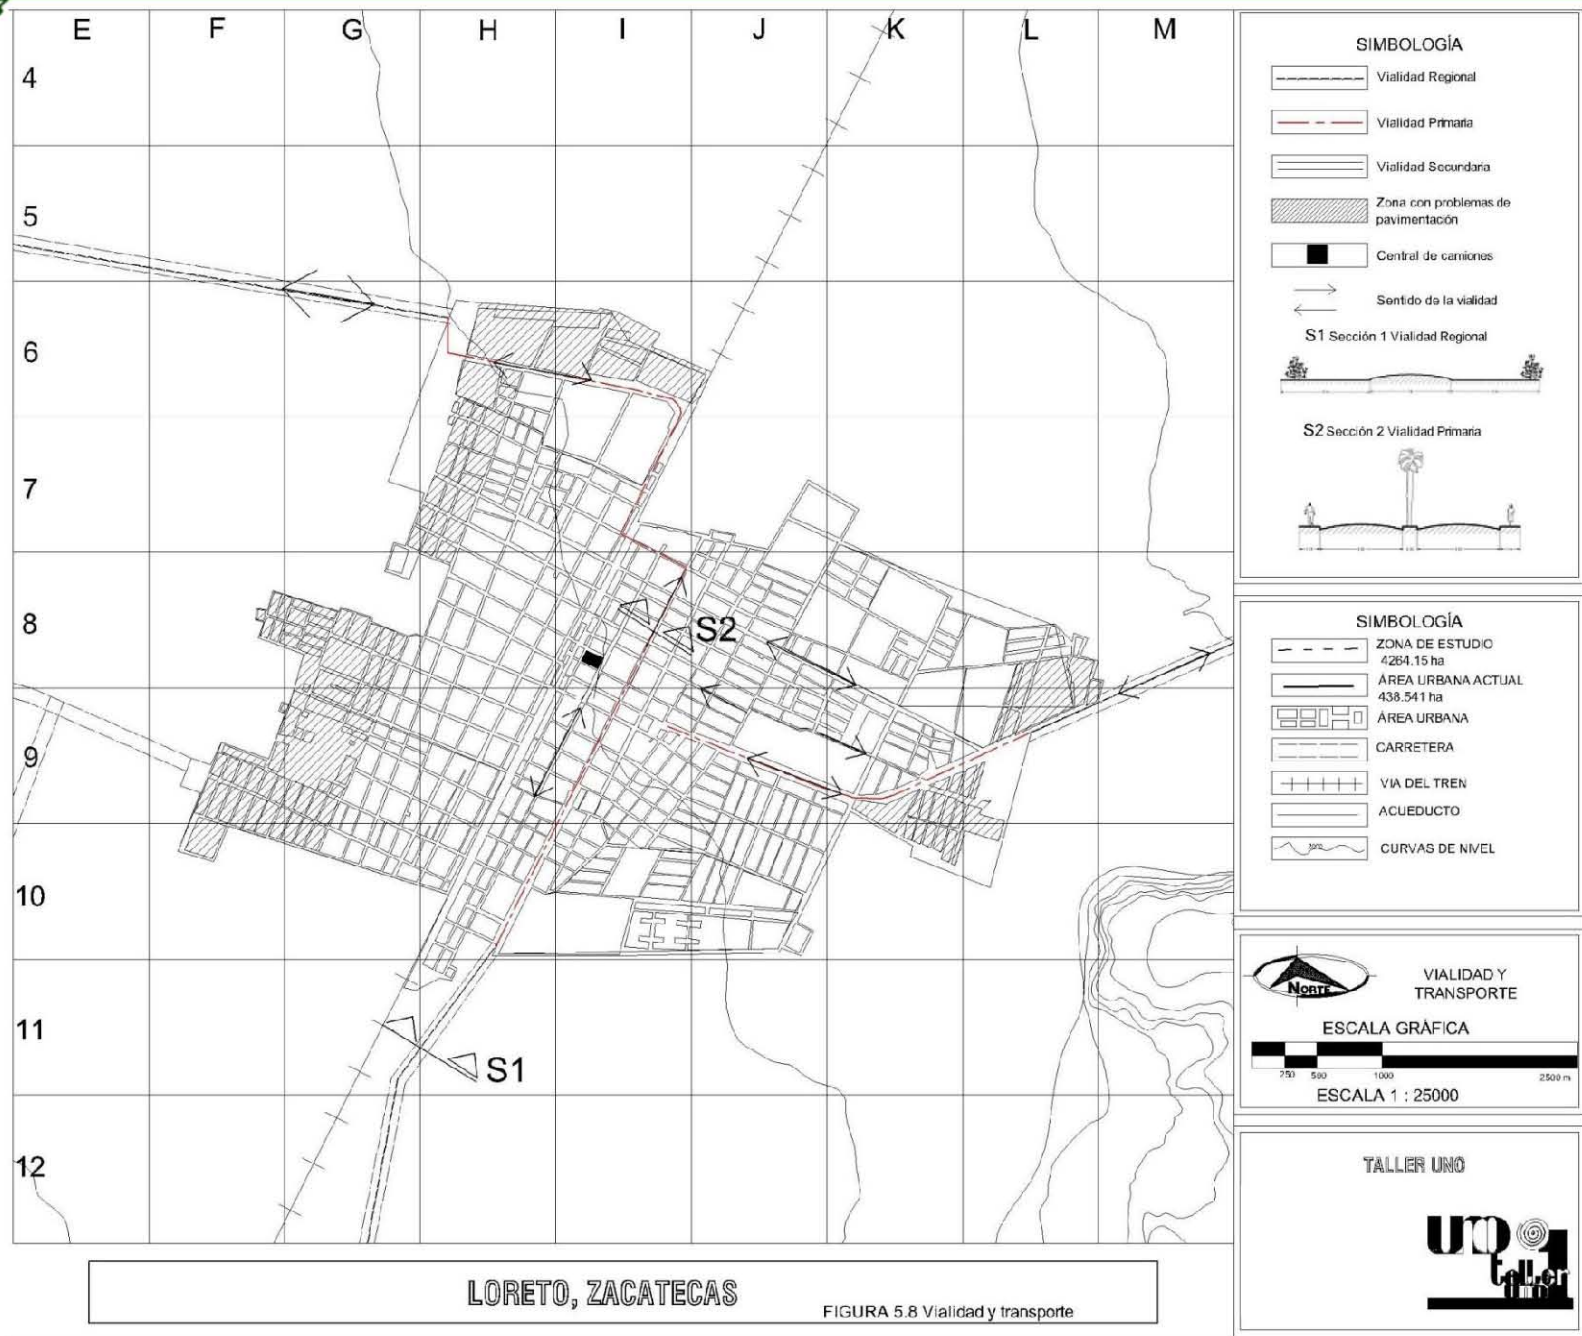 E F G H I J K L M
4
5
6
7
8
9
10
11
12
S2
S1
SIMBOLOGÍA
Vialidad Regional
Vialidad Primaria
Vialidad Secundaria
Zona con problemas de
pavimentación
Central de camiones
Sentido de la vialidad
S1 Sección 1 Vialidad Regional
S2 Sección 2 Vialidad Primaria
SIMBOLOGÍA
ZONA DE ESTUDIO
4264.15 ha
ÁREA URBANA ACTUAL
438.541 ha
ÁREA URBANA
CARRETERA
VIA DEL TREN
ACUEDUCTO
CURVAS DE NIVEL
NORTE
VIALIDAD Y
TRANSPORTE
ESCALA GRÁFICA
250 500 1000 2500 m
ESCALA 1 : 25000
TALLER UNO
uno
taller
uno
1
LORETO, ZACATECAS
FIGURA 5.8 Vialidad y transporte